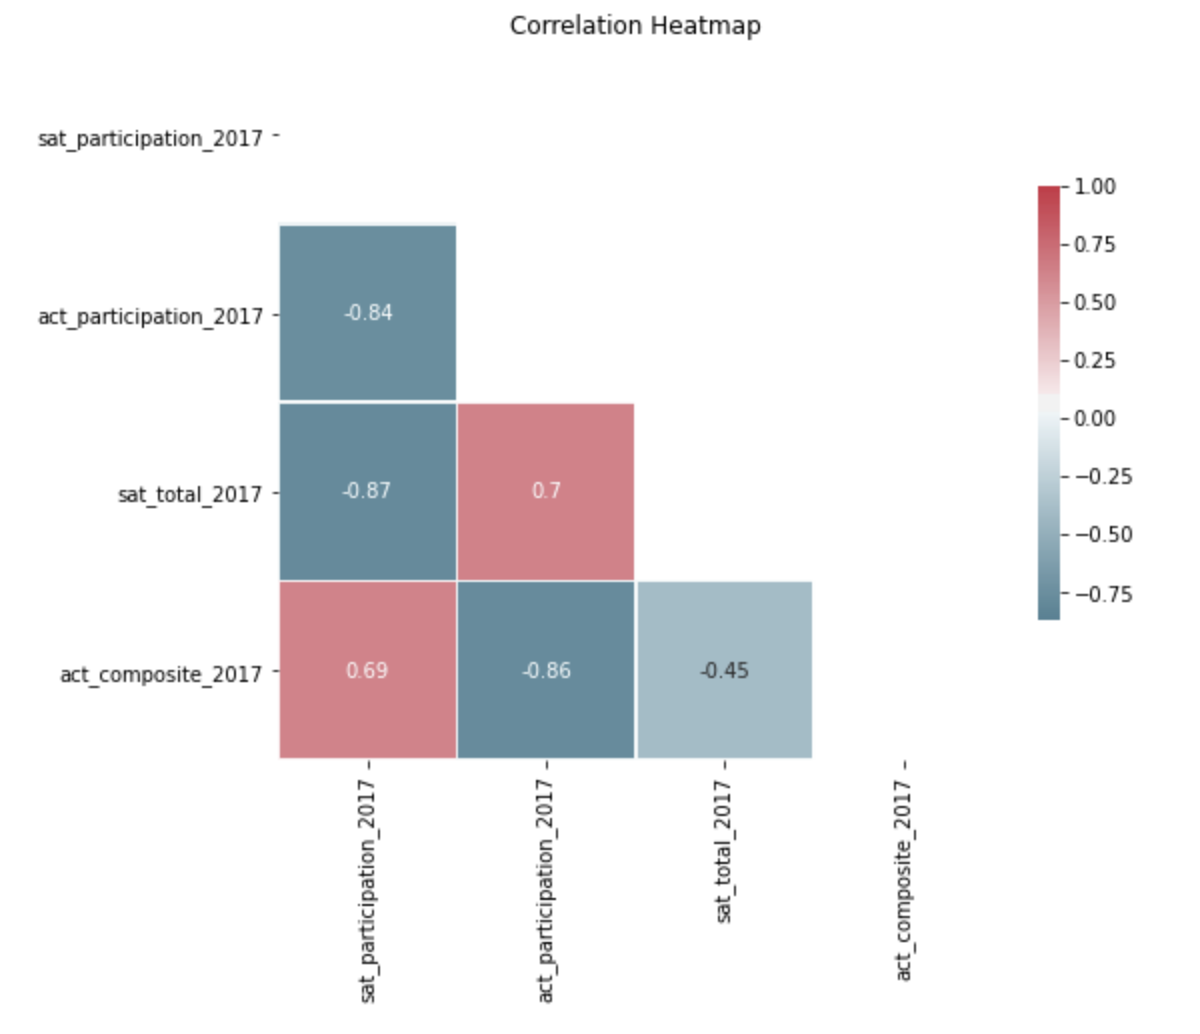 Correlation Heatmap
sat_participation_2017
act_participation_2017
sat_total_2017
act_composite_2017
-0.84
-0.87
0.7
0.69
-0.86
-0.45
sat_participation_2017
act_participation_2017
sat_total_2017
act_composite_2017
1.00
0.75
0.50
0.25
0.00
−0.25
−0.50
−0.75